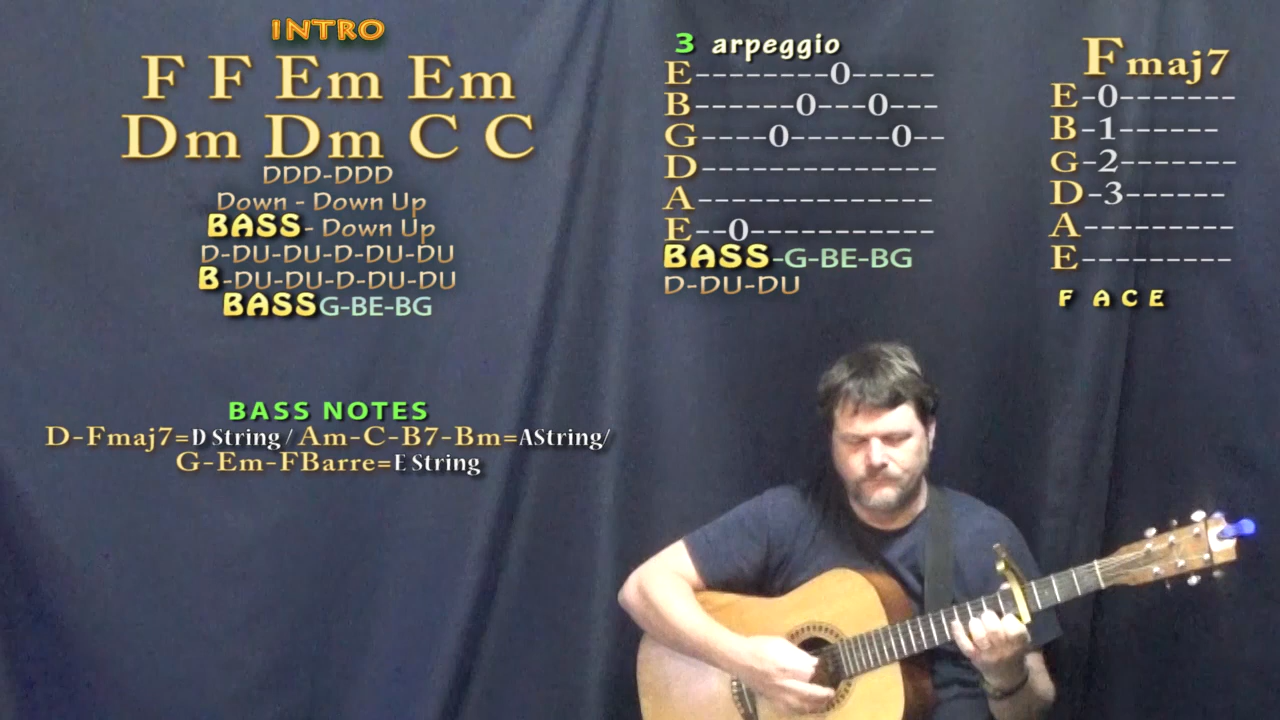 INTRO
F F Em Em
Dm Dm C C
DDD-DDD
Down - Down Up
BASS- Down Up
D-DU-DU-D-DU-DU
B-DU-DU-D-DU-DU
BASSG-BE-BG
BASS NOTES
D-Fmaj7=D String / Am-C-B7-Bm=AString/
G-Em-FBarre=E String
3 arpeggio
E--------0-----
B------0---0---
G----0------0--
D--------------
A--------------
E--0-----------
BASS-G-BE-BG
D-DU-DU
Fmaj7
E-0-------
B-1------
G-2-------
D-3------
A---------
E---------
F A C E